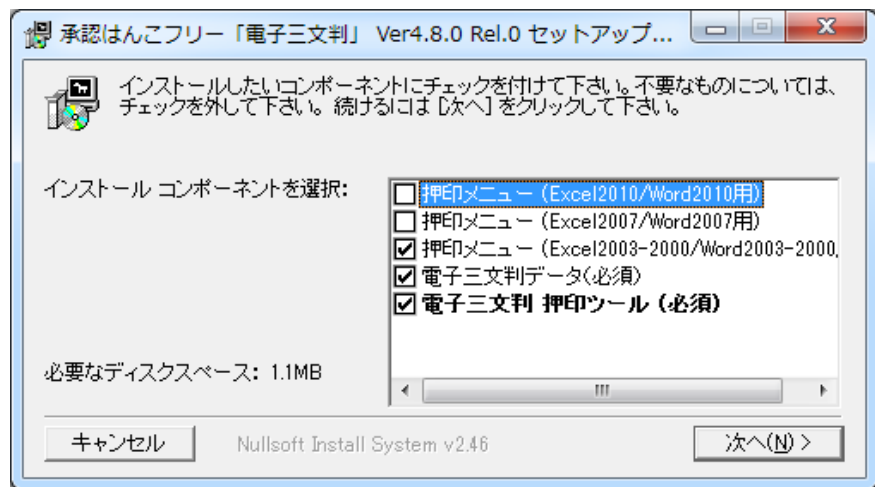 承認はんこフリー「電子三文判」 Ver4.8.0 Rel.0 セットアップ...
インストールしたいコンポーネントにチェックを付けて下さい。不要なものについては、
チェックを外して下さい。続けるには [次へ] をクリックして下さい。
インストール コンポーネントを選択:
押印メニュー (Excel2010/Word2010用)
押印メニュー (Excel2007/Word2007用)
押印メニュー (Excel2003-2000/Word2003-2000,
電子三文判データ(必須)
電子三文判 押印ツール (必須)
必要なディスクスペース: 1.1MB
キャンセル
Nullsoft Install System v2.46
次へ(N) >